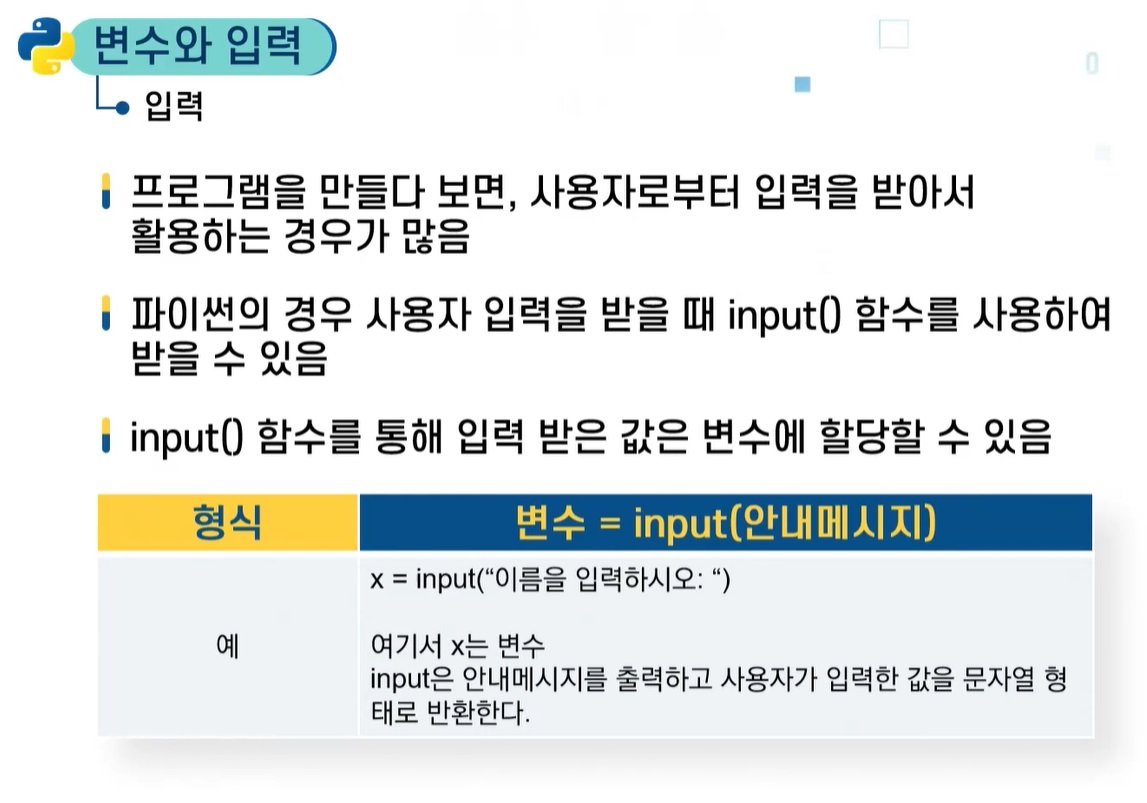 변수와 입력
입력
프로그램을 만들다 보면, 사용자로부터 입력을 받아서
활용하는 경우가 많음
파이썬의 경우 사용자 입력을 받을 때 input() 함수를 사용하여
받을 수 있음
input() 함수를 통해 입력 받은 값은 변수에 할당할 수 있음
형식
변수 = input(안내메시지)
예
x = input(“이름을 입력하시오: “)
여기서 x는 변수
input은 안내메시지를 출력하고 사용자가 입력한 값을 문자열 형
태로 반환한다.